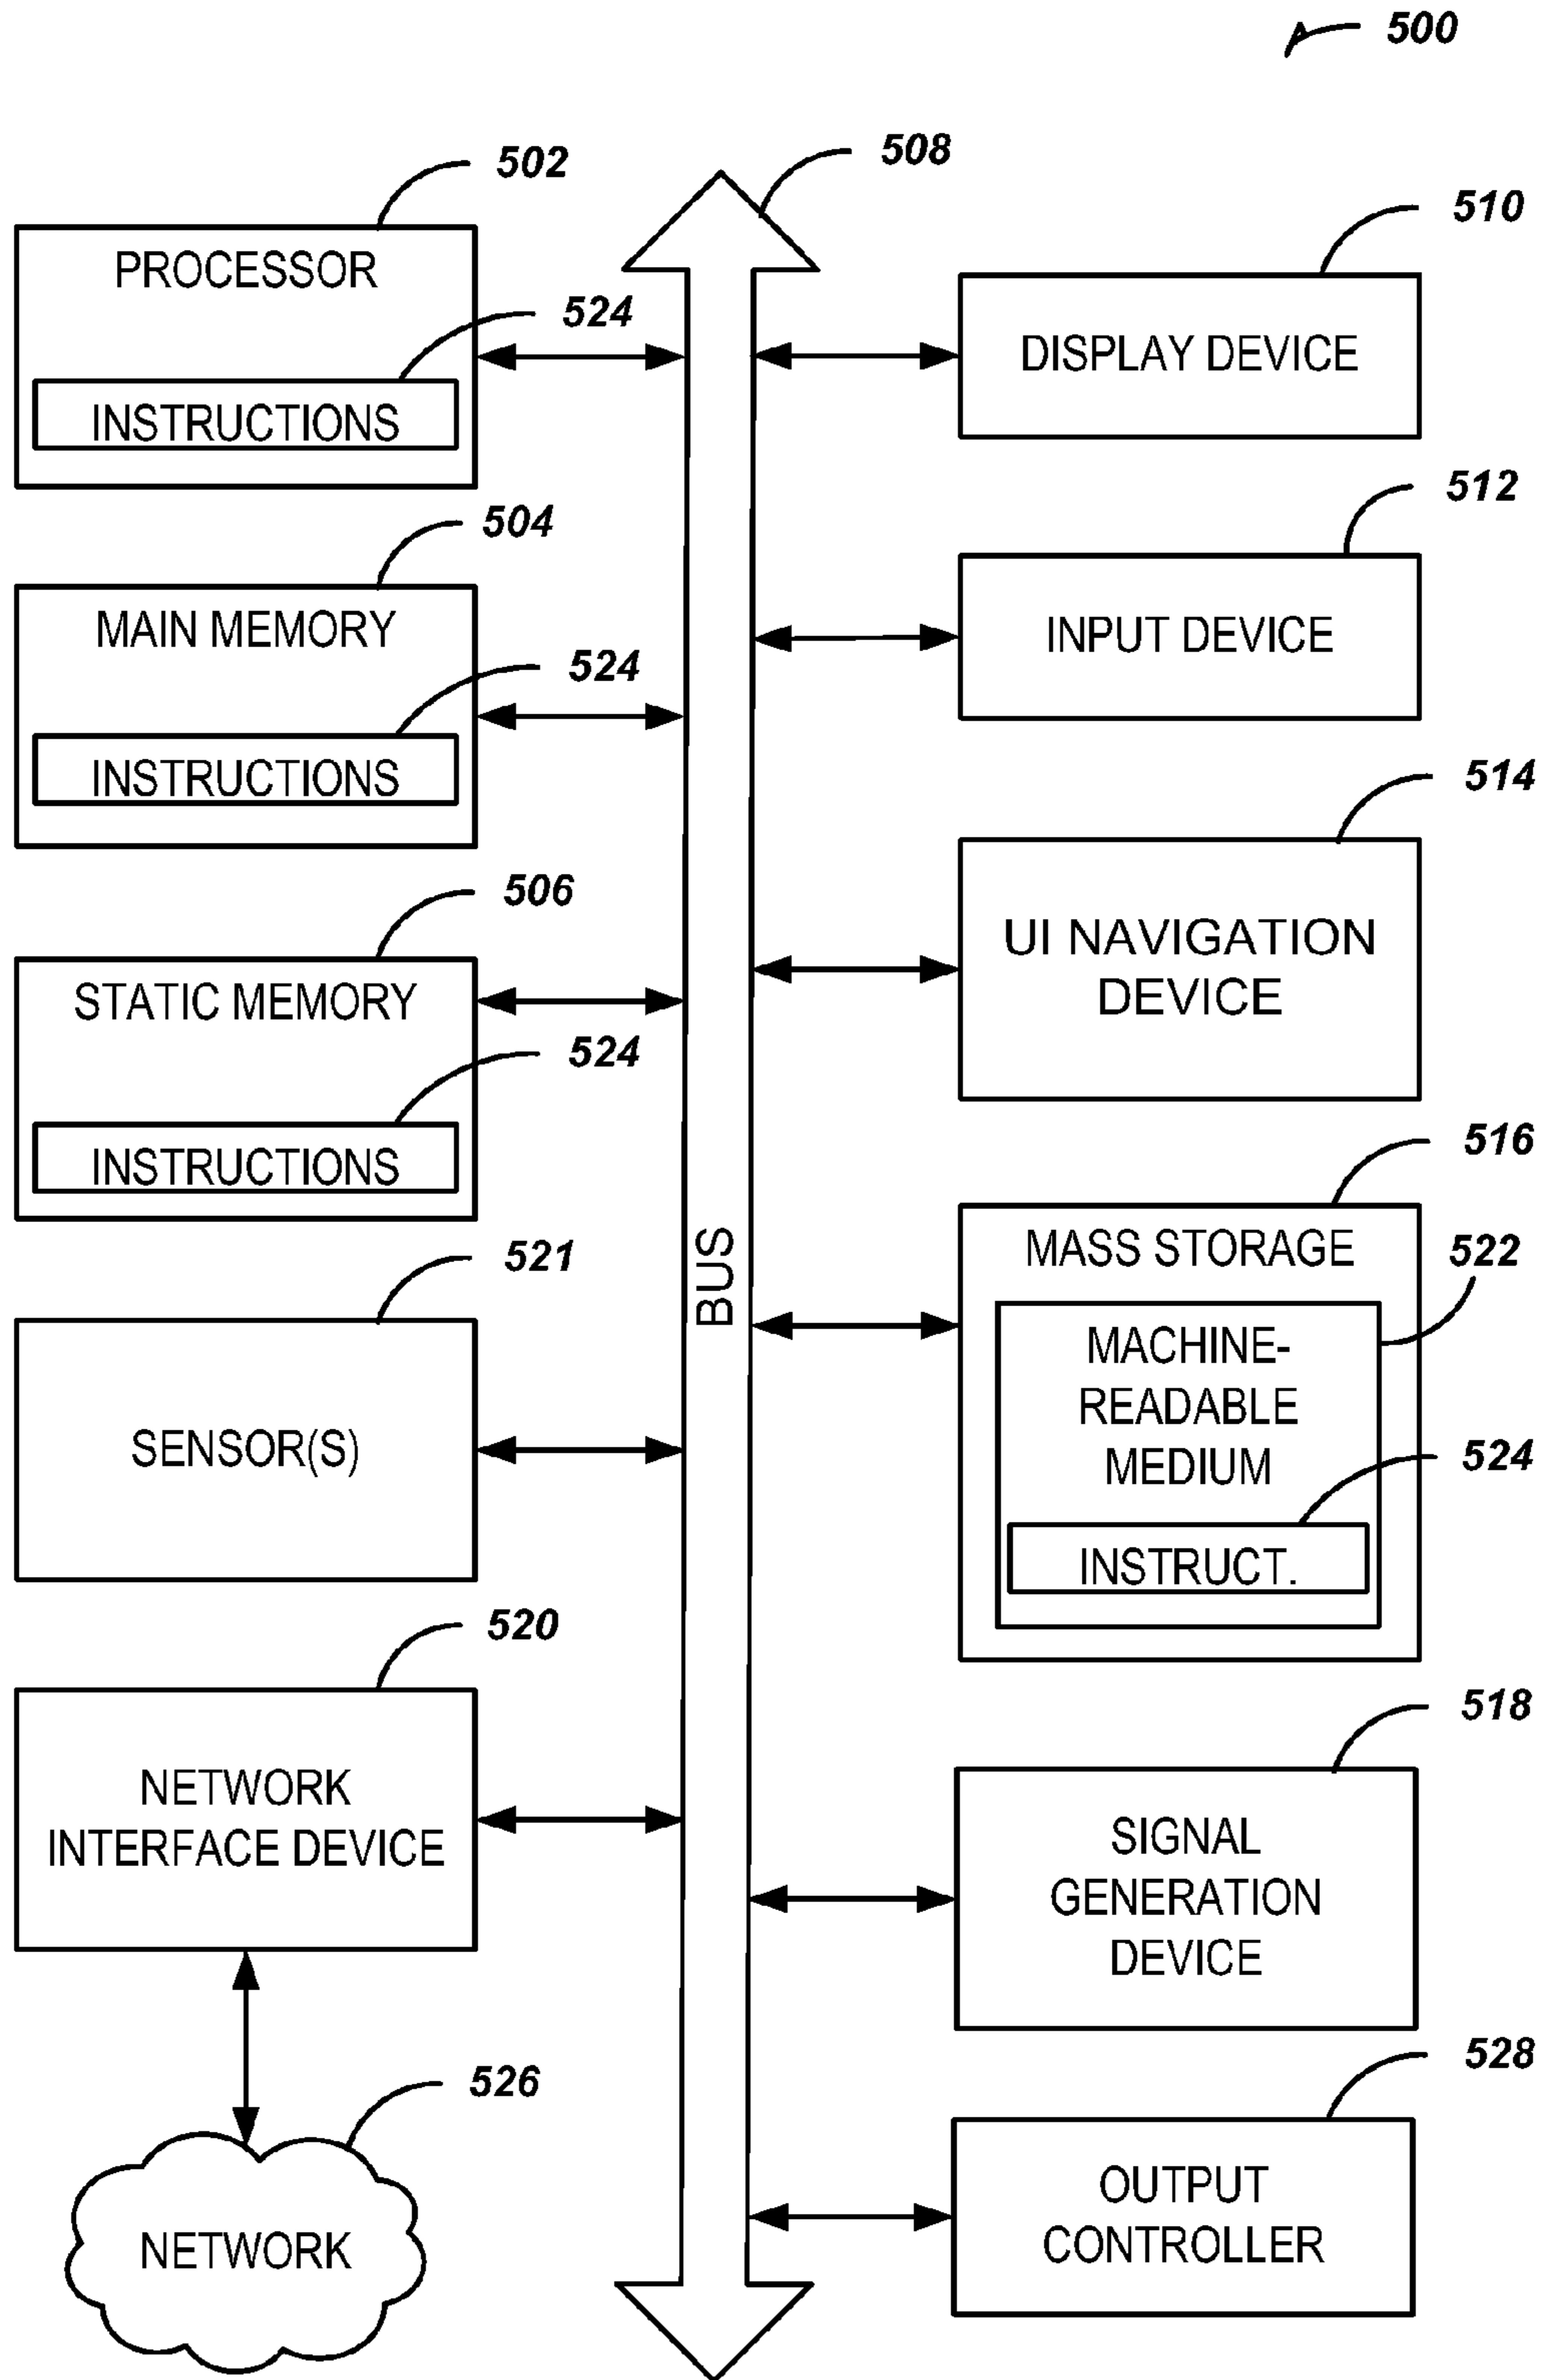 500
508
502
PROCESSOR
524
INSTRUCTIONS
504
MAIN MEMORY
524
INSTRUCTIONS
506
STATIC MEMORY
524
INSTRUCTIONS
521
SENSOR(S)
520
NETWORK
INTERFACE DEVICE
526
NETWORK
BUS
510
DISPLAY DEVICE
512
INPUT DEVICE
514
UI NAVIGATION
DEVICE
516
MASS STORAGE
522
MACHINE-
READABLE
MEDIUM
524
INSTRUCT.
518
SIGNAL
GENERATION
DEVICE
528
OUTPUT
CONTROLLER